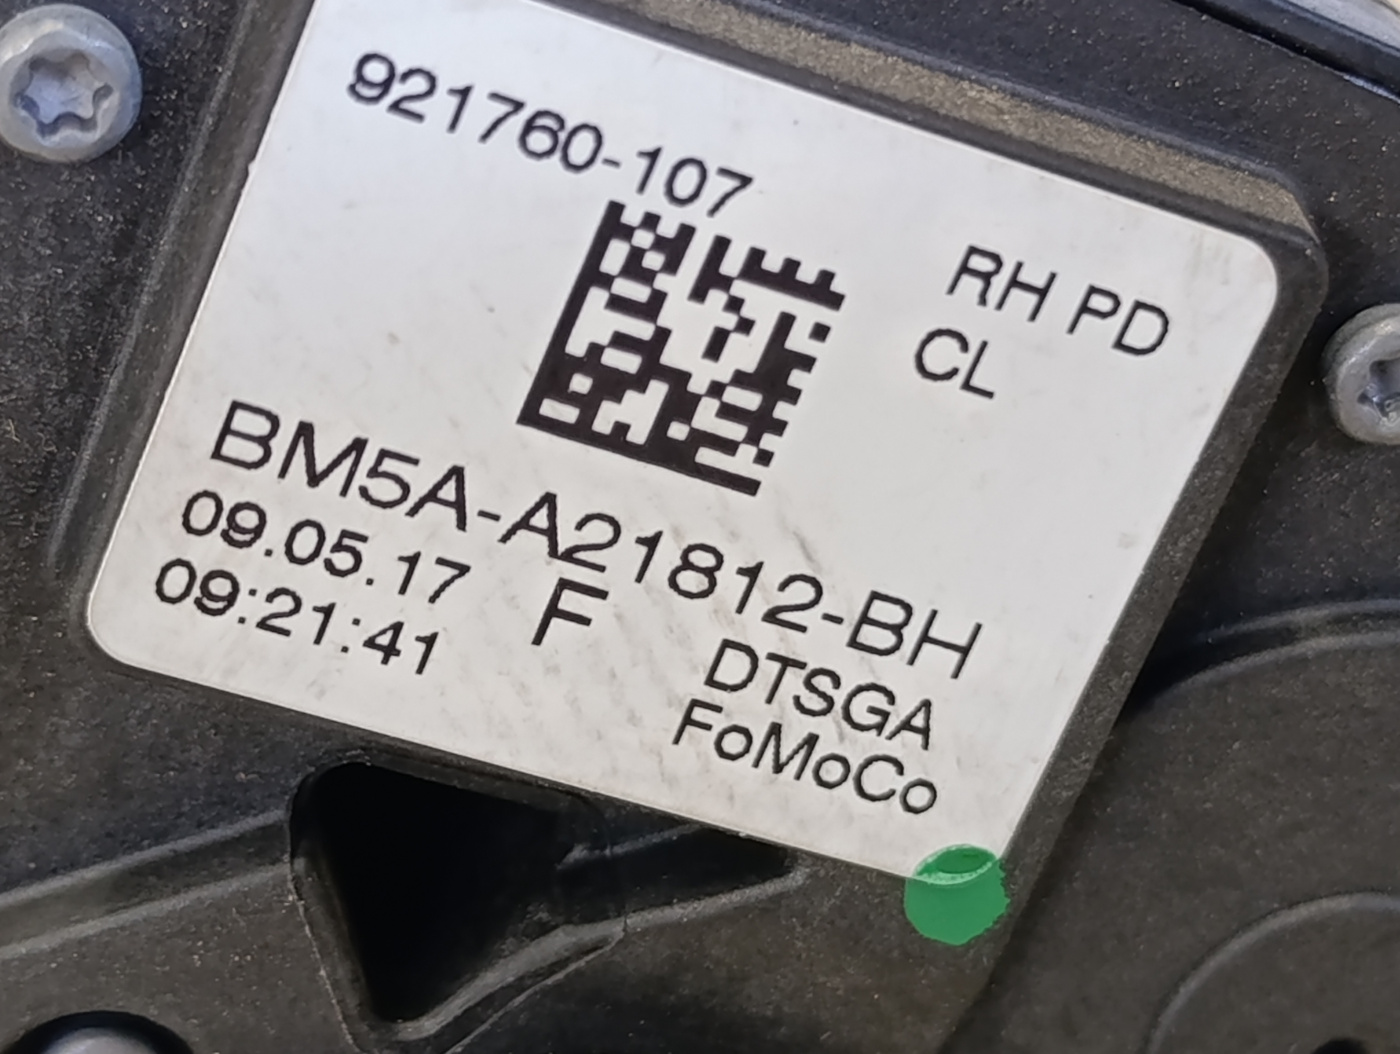 921760-107
RH PD
CL
BM5A-A21812-BH
09.05.17 F DTSGA
09:21:41 FoMoCo